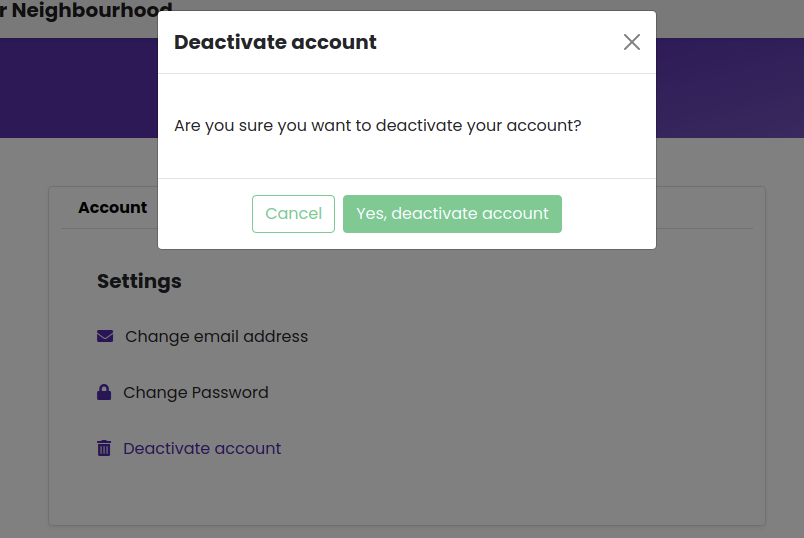 r Neighbourhood
Deactivate account
Are you sure you want to deactivate your account?
Cancel
Yes, deactivate account
Account
Settings
Change email address
Change Password
Deactivate account